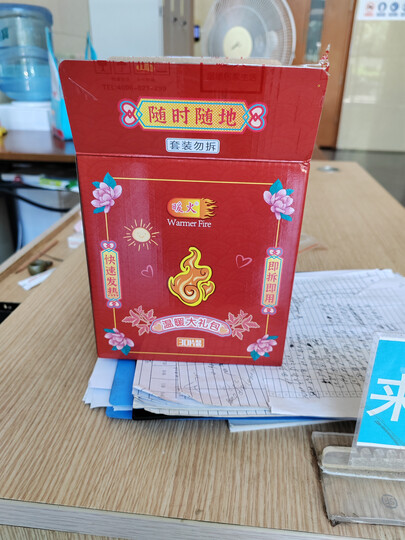 随时随地
套装勿拆
暖火
Warmer Fire
快速发热
即拆即用
温暖大礼包
30片装
来